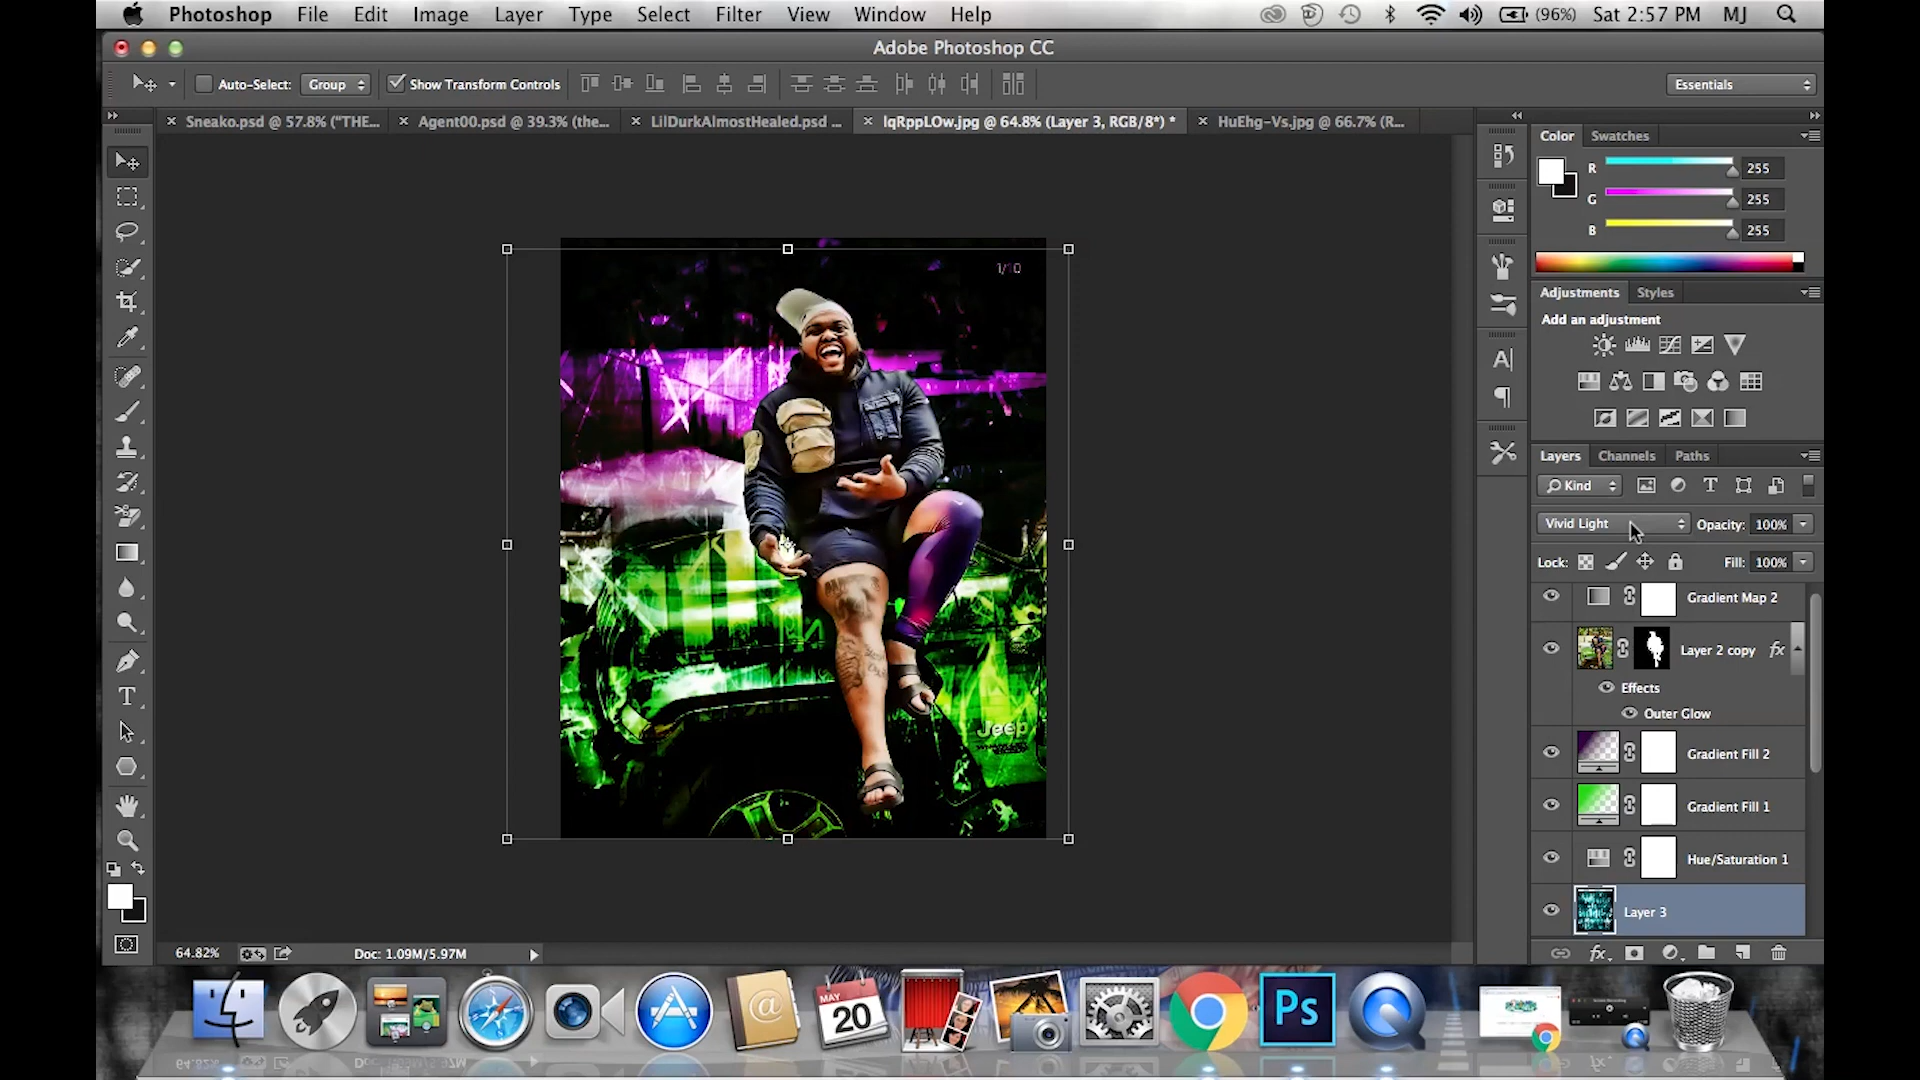 Photoshop File Edit Image Layer Type Select Filter View Window Help (96%) Sat 2:57 PM MJ
Adobe Photoshop CC
Auto-Select: Group Show Transform Controls Essentials
Sneako.psd @ 57.8% ("THE... Agent00.psd @ 39.3% (the... LilDurkAlmostHealed.psd ... lqRppLOw.jpg @ 64.8% (Layer 3, RGB/8*) * HuEhg-Vs.jpg @ 66.7% (R...
Color Swatches
R 255
G 255
B 255
1/10
Adjustments Styles
Add an adjustment
Layers Channels Paths
Kind
Vivid Light Opacity: 100%
Lock: Fill: 100%
Gradient Map 2
Layer 2 copy fx
Effects
Outer Glow
Jeep
Gradient Fill 2
Gradient Fill 1
Hue/Saturation 1
Layer 3
64.82% Doc: 1.09M/5.97M
MAY
20
Ps